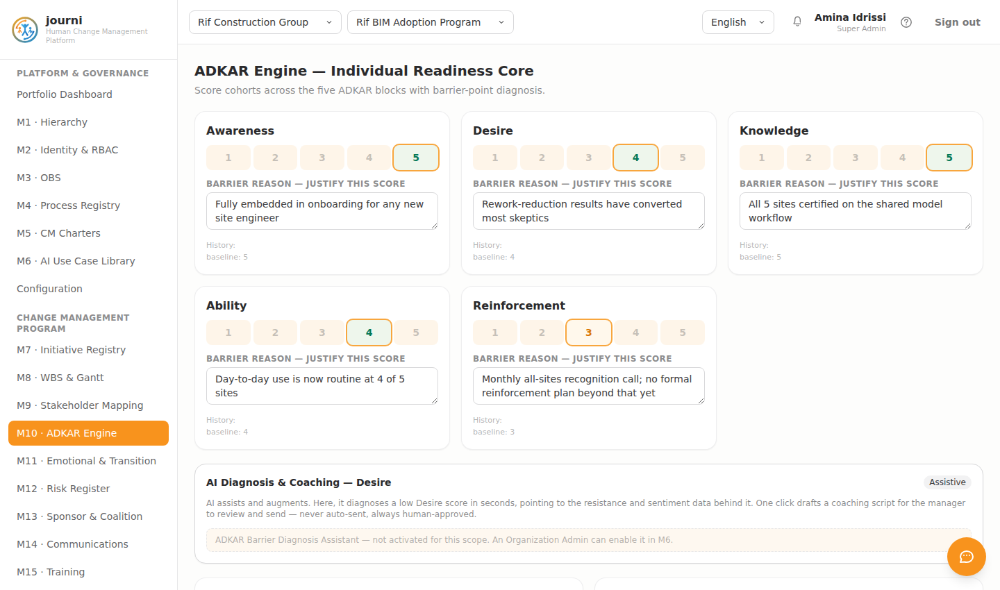 journi
Human Change Management
Platform
Rif Construction Group
Rif BIM Adoption Program
English
Amina Idrissi
Super Admin
Sign out
PLATFORM & GOVERNANCE
Portfolio Dashboard
M1 · Hierarchy
M2 · Identity & RBAC
M3 · OBS
M4 · Process Registry
M5 · CM Charters
M6 · AI Use Case Library
Configuration
CHANGE MANAGEMENT
PROGRAM
M7 · Initiative Registry
M8 · WBS & Gantt
M9 · Stakeholder Mapping
M10 · ADKAR Engine
M11 · Emotional & Transition
M12 · Risk Register
M13 · Sponsor & Coalition
M14 · Communications
M15 · Training
ADKAR Engine — Individual Readiness Core
Score cohorts across the five ADKAR blocks with barrier-point diagnosis.
Awareness
1 2 3 4 5
BARRIER REASON — JUSTIFY THIS SCORE
Fully embedded in onboarding for any new
site engineer
History:
baseline: 5
Desire
1 2 3 4 5
BARRIER REASON — JUSTIFY THIS SCORE
Rework-reduction results have converted
most skeptics
History:
baseline: 4
Knowledge
1 2 3 4 5
BARRIER REASON — JUSTIFY THIS SCORE
All 5 sites certified on the shared model
workflow
History:
baseline: 5
Ability
1 2 3 4 5
BARRIER REASON — JUSTIFY THIS SCORE
Day-to-day use is now routine at 4 of 5
sites
History:
baseline: 4
Reinforcement
1 2 3 4 5
BARRIER REASON — JUSTIFY THIS SCORE
Monthly all-sites recognition call; no formal
reinforcement plan beyond that yet
History:
baseline: 3
AI Diagnosis & Coaching — Desire
Assistive
AI assists and augments. Here, it diagnoses a low Desire score in seconds, pointing to the resistance and sentiment data behind it. One click drafts a coaching script for the manager
to review and send — never auto-sent, always human-approved.
ADKAR Barrier Diagnosis Assistant — not activated for this scope. An Organization Admin can enable it in M6.